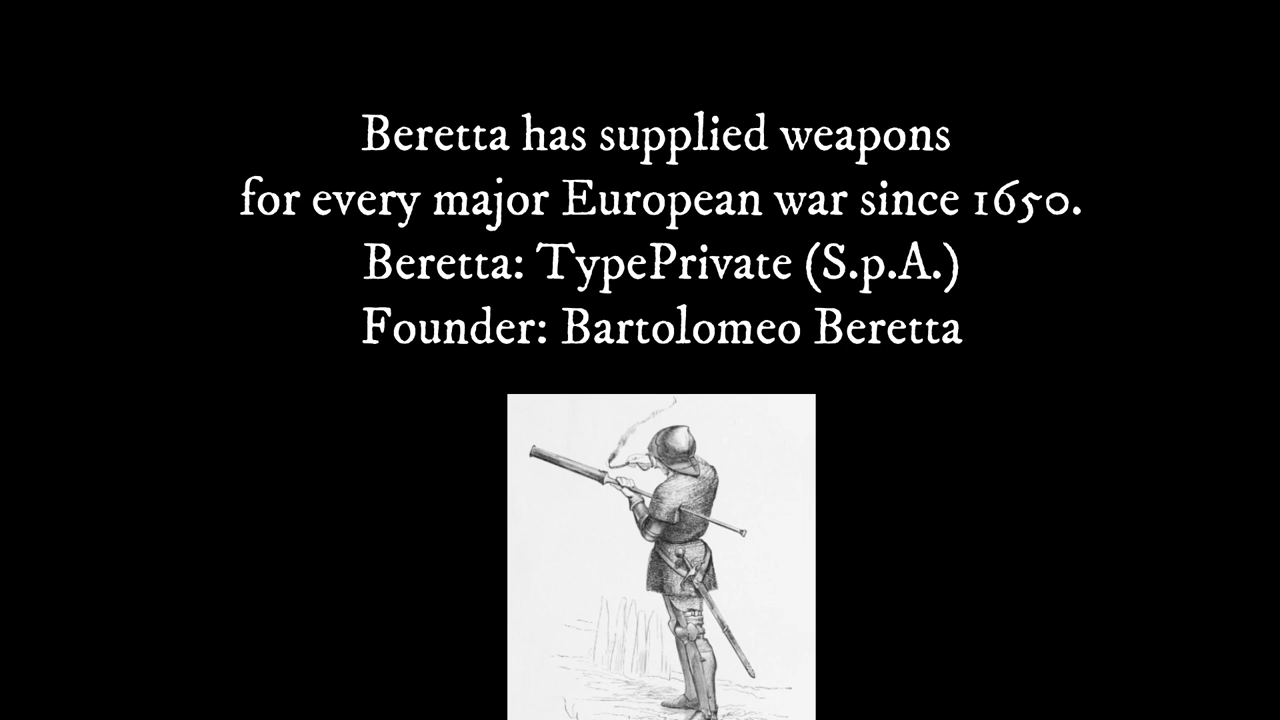 Beretta has supplied weapons
for every major European war since 1650.
Beretta: TypePrivate (S.p.A.)
Founder: Bartolomeo Beretta